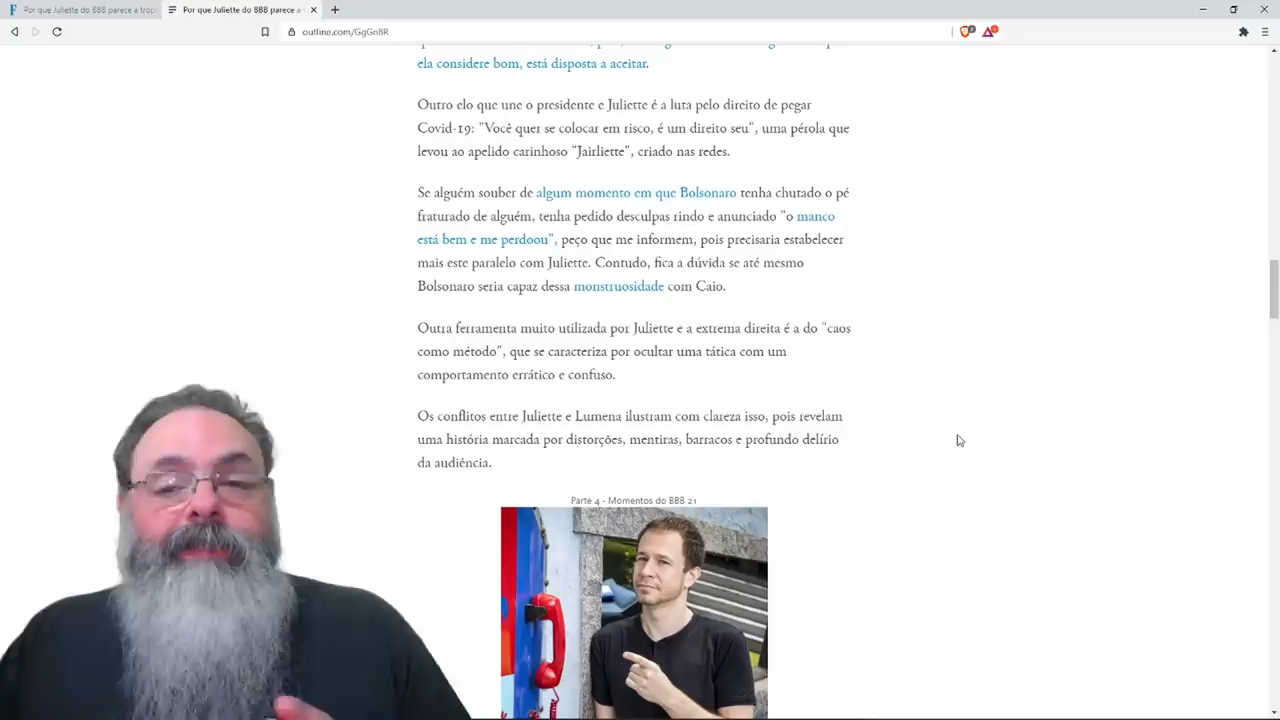 Por que Juliette do BBB parece a trop
Por que Juliette do BBB parece a
outline.com/GgGn8R
ela considere bom, está disposta a aceitar.
Outro elo que une o presidente e Juliette é a luta pelo direito de pegar
Covid-19: "Você quer se colocar em risco, é um direito seu", uma pérola que
levou ao apelido carinhoso "Jairliette", criado nas redes.
Se alguém souber de algum momento em que Bolsonaro tenha chutado o pé
fraturado de alguém, tenha pedido desculpas rindo e anunciado "o manco
está bem e me perdoou", peço que me informem, pois precisaria estabelecer
mais este paralelo com Juliette. Contudo, fica a dúvida se até mesmo
Bolsonaro seria capaz dessa monstruosidade com Caio.
Outra ferramenta muito utilizada por Juliette e a extrema direita é a do "caos
como método", que se caracteriza por ocultar uma tática com um
comportamento errático e confuso.
Os conflitos entre Juliette e Lumena ilustram com clareza isso, pois revelam
uma história marcada por distorções, mentiras, barracos e profundo delírio
da audiência.
Parte 4 - Momentos do BBB 21